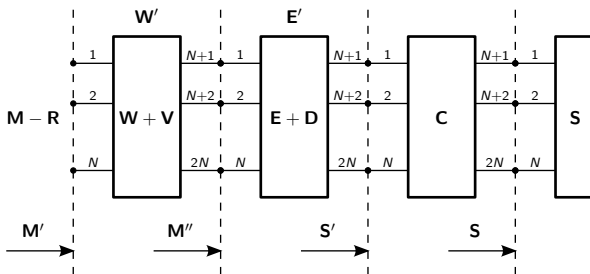 W′ E′
1 N+1 1 N+1 1 N+1 1
2 N+2 2 N+2 2 N+2 2
M − R W + V E + D C S
N 2N N 2N N 2N N
M′ M″ S′ S